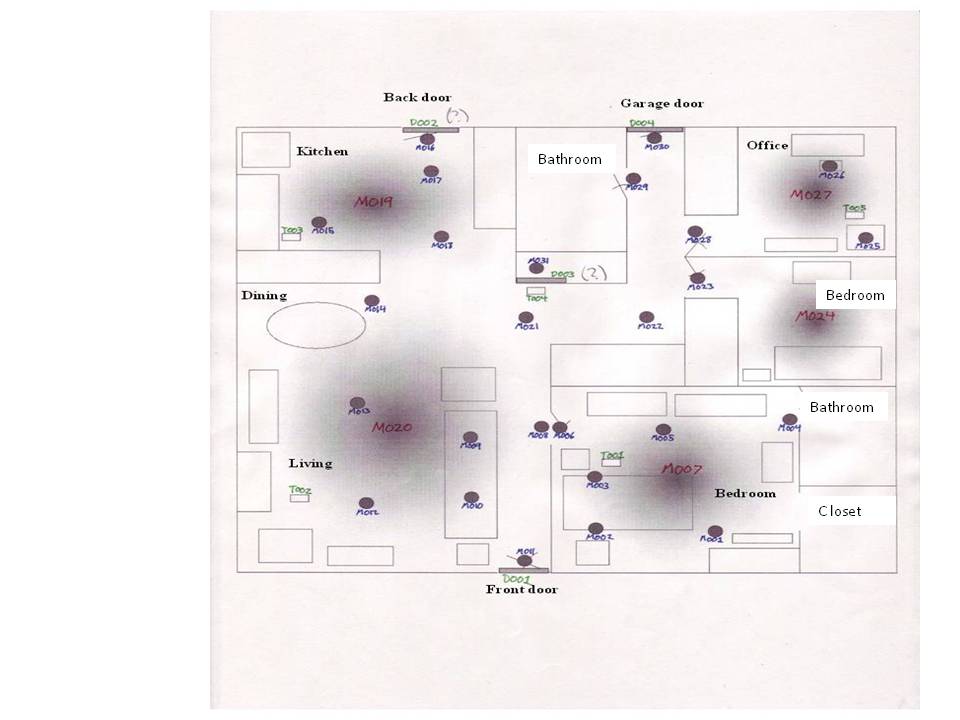 Back door
Garage door
D002 (?)
D004
M016
M030
Kitchen
Bathroom
Office
M017
M029
M026
M019
M027
T005
M015
T003
M018
M028
M025
M031
D003 (?)
Dining
T004
M023
Bedroom
M014
M021
M022
M024
M013
Bathroom
M020
M008
M006
M005
M004
M009
T001
Living
M007
M003
Bedroom
T002
M012
M010
Closet
M002
M001
M011
D001
Front door